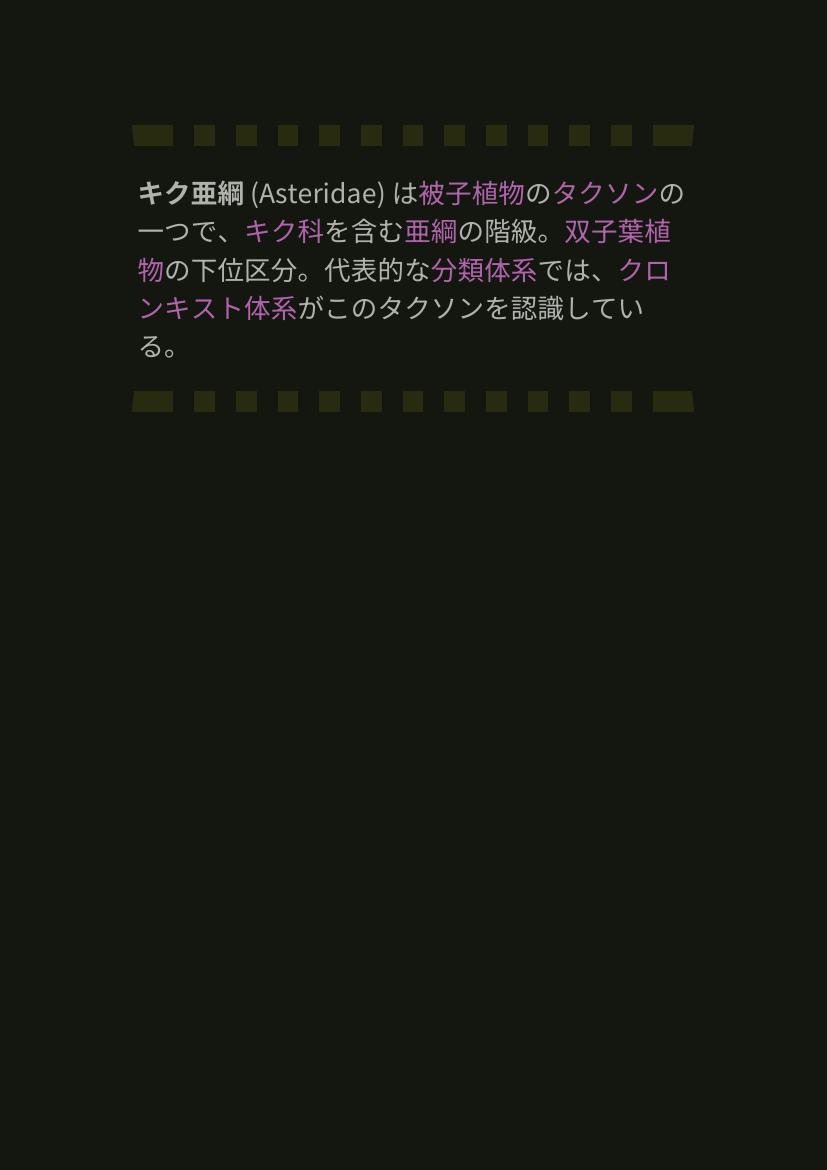 キク亜綱 (Asteridae) は被子植物のタクソンの
一つで、キク科を含む亜綱の階級。双子葉植
物の下位区分。代表的な分類体系では、クロ
ンキスト体系がこのタクソンを認識してい
る。